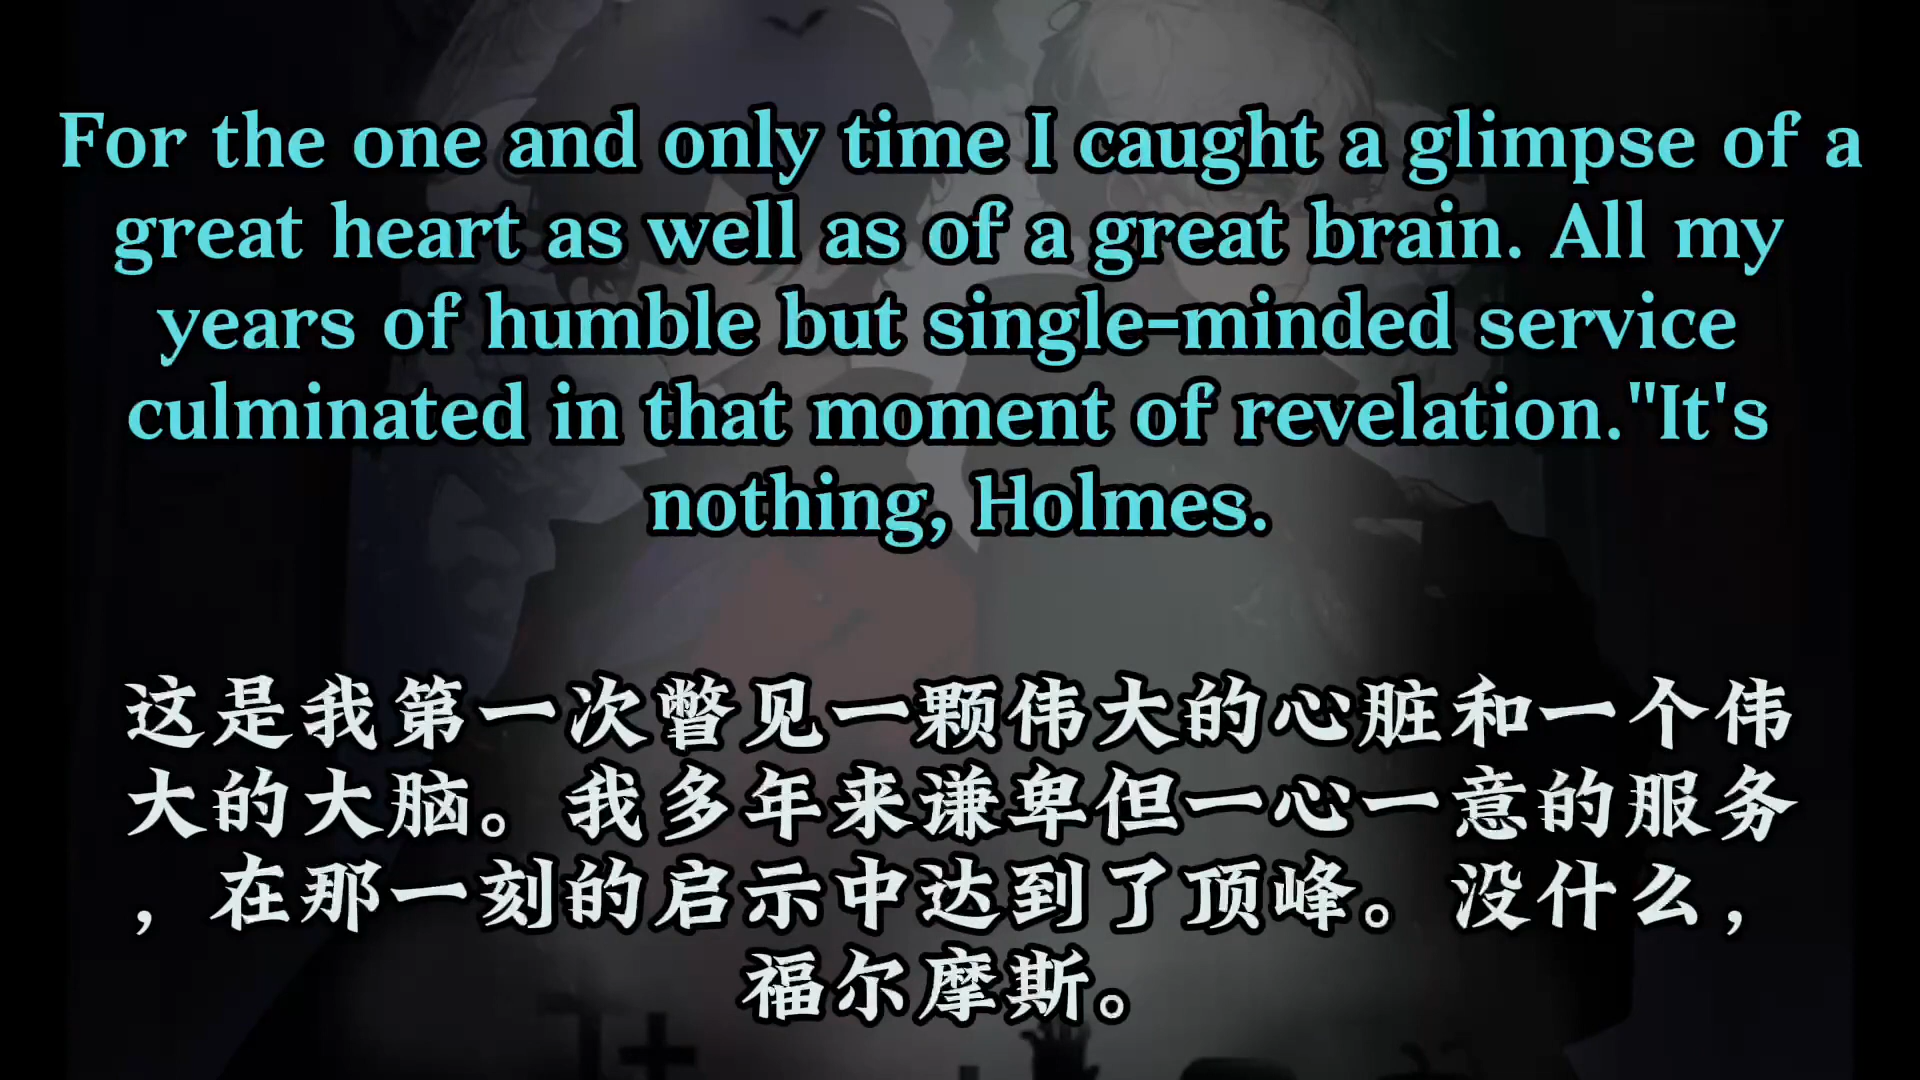 For the one and only time I caught a glimpse of a
great heart as well as of a great brain. All my
years of humble but single-minded service
culminated in that moment of revelation."It's
nothing, Holmes.
这是我第一次瞥见一颗伟大的心脏和一个伟
大的大脑。我多年来谦卑但一心一意的服务
，在那一刻的启示中达到了顶峰。没什么，
福尔摩斯。